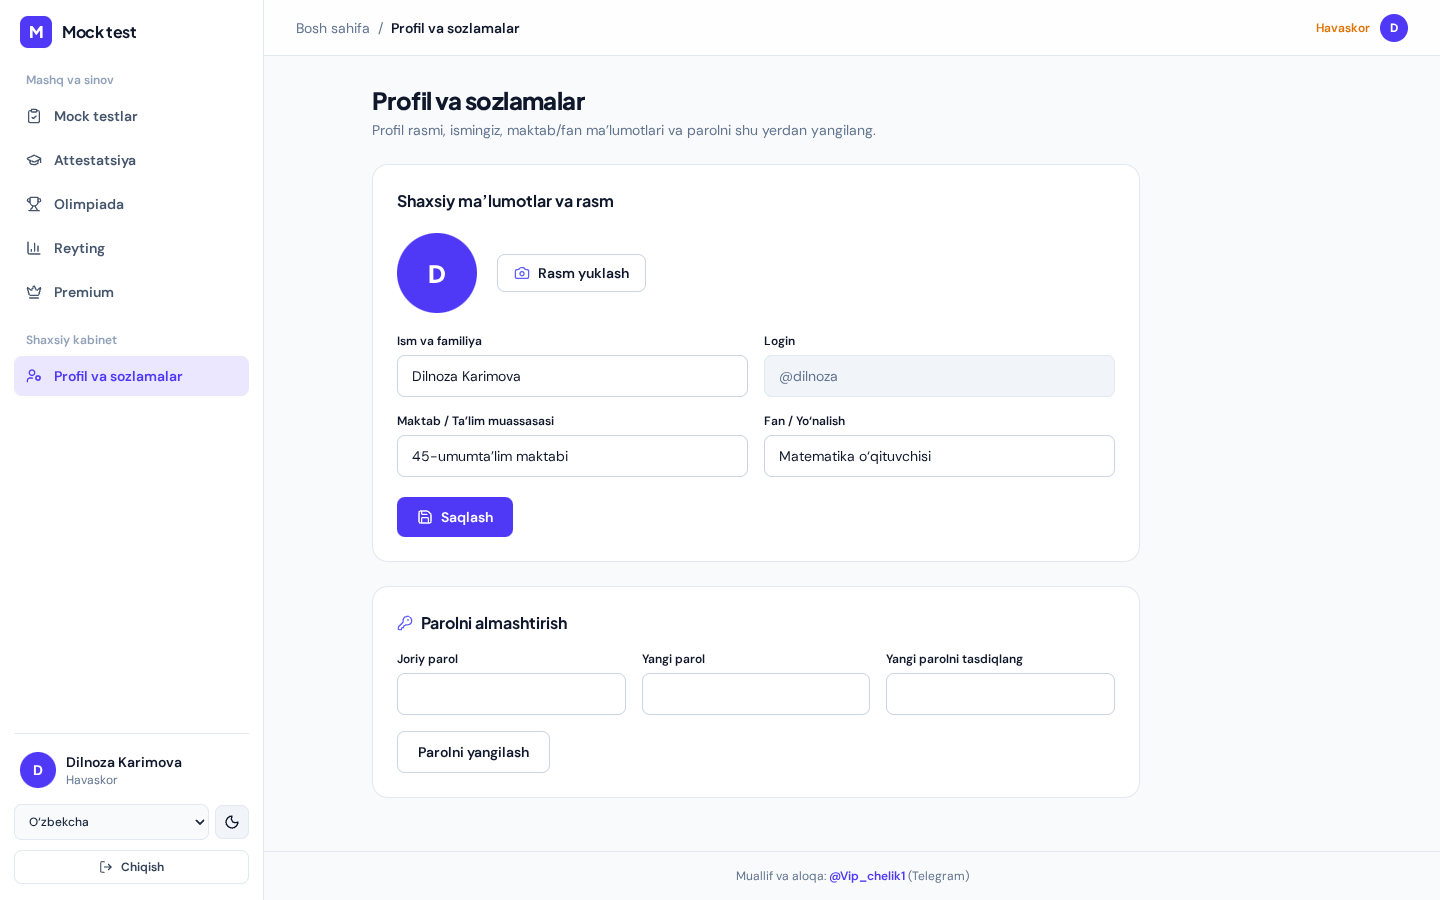 M Mock test
Mashq va sinov
Mock testlar
Attestatsiya
Olimpiada
Reyting
Premium
Shaxsiy kabinet
Profil va sozlamalar
D
Dilnoza Karimova
Havaskor
O‘zbekcha
Chiqish
Bosh sahifa / Profil va sozlamalar
Havaskor D
Profil va sozlamalar
Profil rasmi, ismingiz, maktab/fan ma’lumotlari va parolni shu yerdan yangilang.
Shaxsiy ma’lumotlar va rasm
D
Rasm yuklash
Ism va familiya
Dilnoza Karimova
Login
@dilnoza
Maktab / Ta’lim muassasasi
45-umumta’lim maktabi
Fan / Yo‘nalish
Matematika o‘qituvchisi
Saqlash
Parolni almashtirish
Joriy parol
Yangi parol
Yangi parolni tasdiqlang
Parolni yangilash
Muallif va aloqa: @Vip_chelik1 (Telegram)